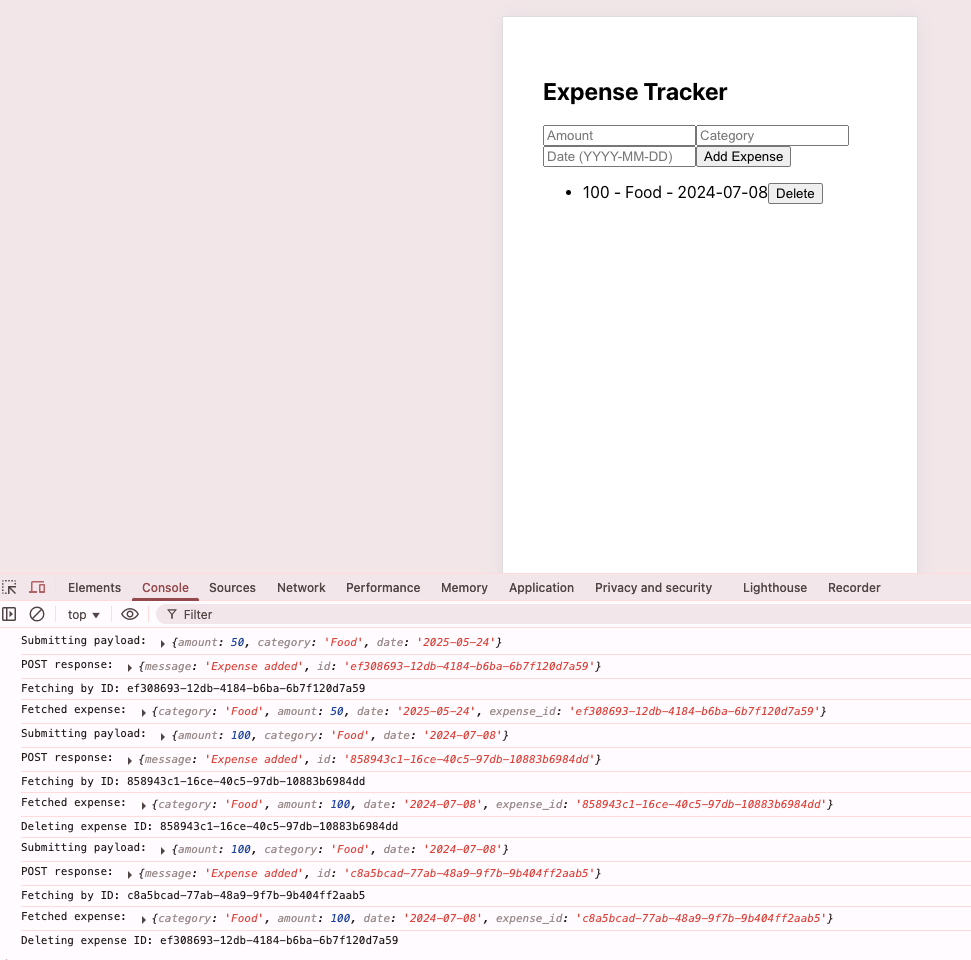 Expense Tracker
Amount Category
Date (YYYY-MM-DD) Add Expense
• 100 - Food - 2024-07-08 Delete
Elements Console Sources Network Performance Memory Application Privacy and security Lighthouse Recorder
top ▼ Filter
Submitting payload: ▶ {amount: 50, category: 'Food', date: '2025-05-24'}
POST response: ▶ {message: 'Expense added', id: 'ef308693-12db-4184-b6ba-6b7f120d7a59'}
Fetching by ID: ef308693-12db-4184-b6ba-6b7f120d7a59
Fetched expense: ▶ {category: 'Food', amount: 50, date: '2025-05-24', expense_id: 'ef308693-12db-4184-b6ba-6b7f120d7a59'}
Submitting payload: ▶ {amount: 100, category: 'Food', date: '2024-07-08'}
POST response: ▶ {message: 'Expense added', id: '858943c1-16ce-40c5-97db-10883b6984dd'}
Fetching by ID: 858943c1-16ce-40c5-97db-10883b6984dd
Fetched expense: ▶ {category: 'Food', amount: 100, date: '2024-07-08', expense_id: '858943c1-16ce-40c5-97db-10883b6984dd'}
Deleting expense ID: 858943c1-16ce-40c5-97db-10883b6984dd
Submitting payload: ▶ {amount: 100, category: 'Food', date: '2024-07-08'}
POST response: ▶ {message: 'Expense added', id: 'c8a5bcad-77ab-48a9-9f7b-9b404ff2aab5'}
Fetching by ID: c8a5bcad-77ab-48a9-9f7b-9b404ff2aab5
Fetched expense: ▶ {category: 'Food', amount: 100, date: '2024-07-08', expense_id: 'c8a5bcad-77ab-48a9-9f7b-9b404ff2aab5'}
Deleting expense ID: ef308693-12db-4184-b6ba-6b7f120d7a59